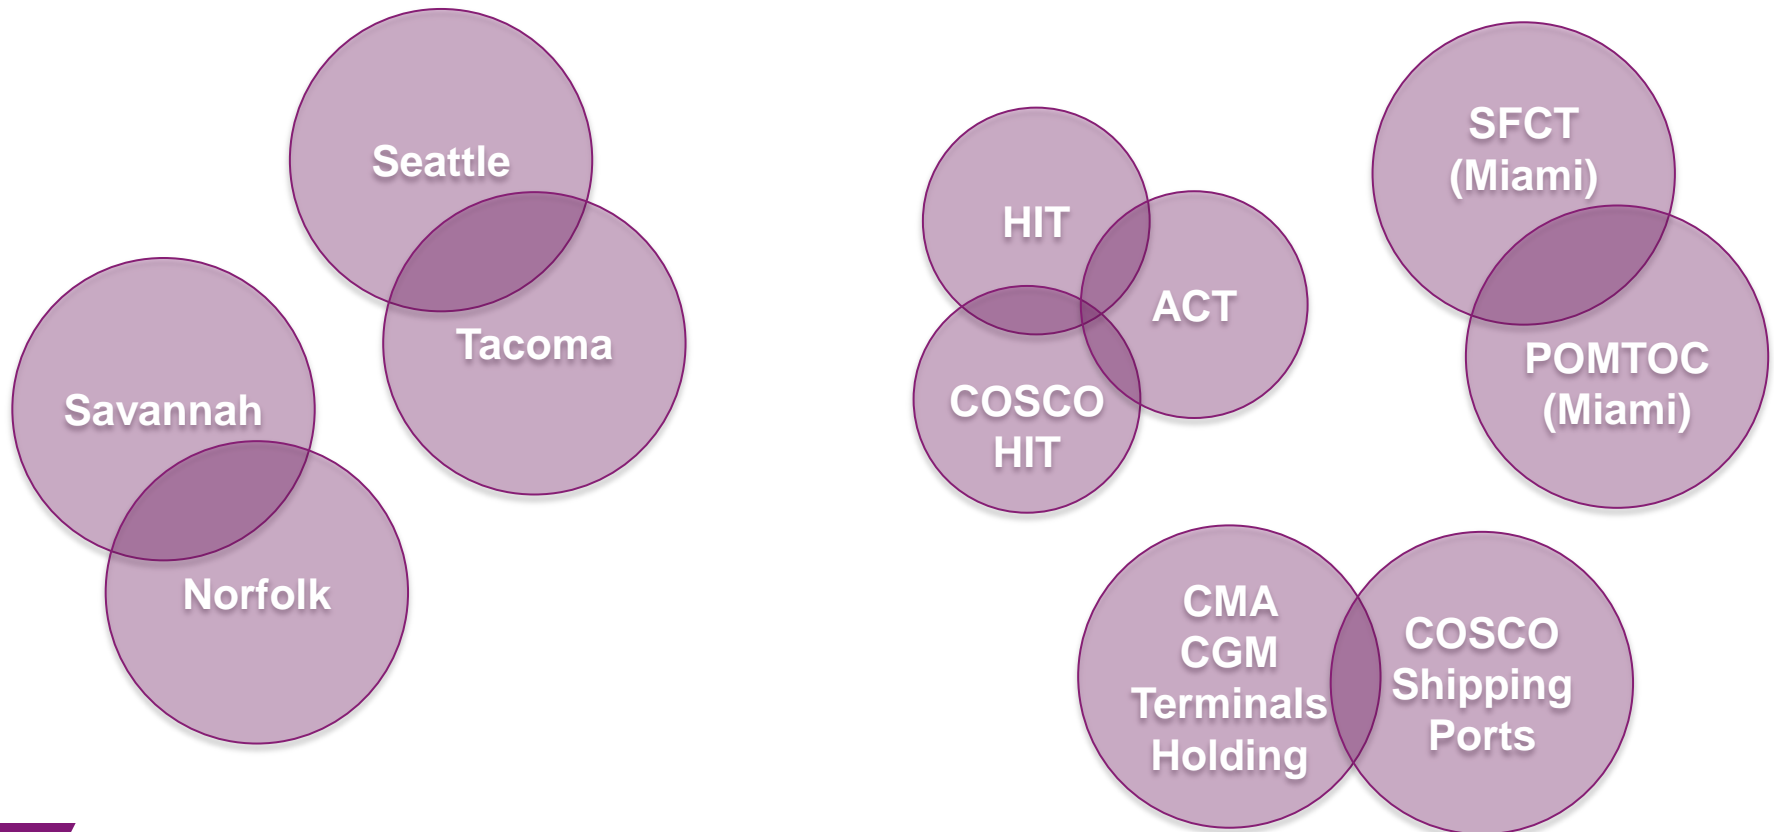 Seattle
Tacoma
Savannah
Norfolk
HIT
ACT
COSCO
HIT
SFCT
(Miami)
POMTOC
(Miami)
CMA
CGM
Terminals
Holding
COSCO
Shipping
Ports